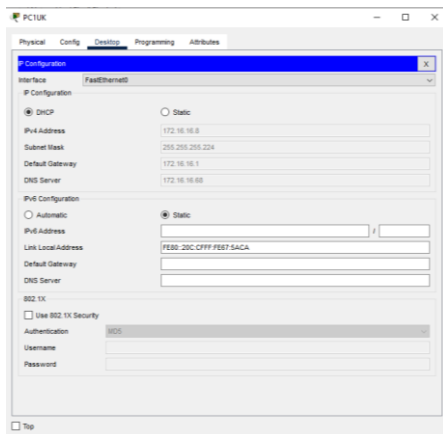 PC1UK
Physical Config Desktop Programming Attributes
IP Configuration X
Interface FastEthernet0
IP Configuration
DHCP Static
IPv4 Address 172.16.16.8
Subnet Mask 255.255.255.224
Default Gateway 172.16.16.1
DNS Server 172.16.16.68
IPv6 Configuration
Automatic Static
IPv6 Address /
Link Local Address FE80::20C:CFFF:FE67:5ACA
Default Gateway
DNS Server
802.1X
Use 802.1X Security
Authentication MD5
Username
Password
Top